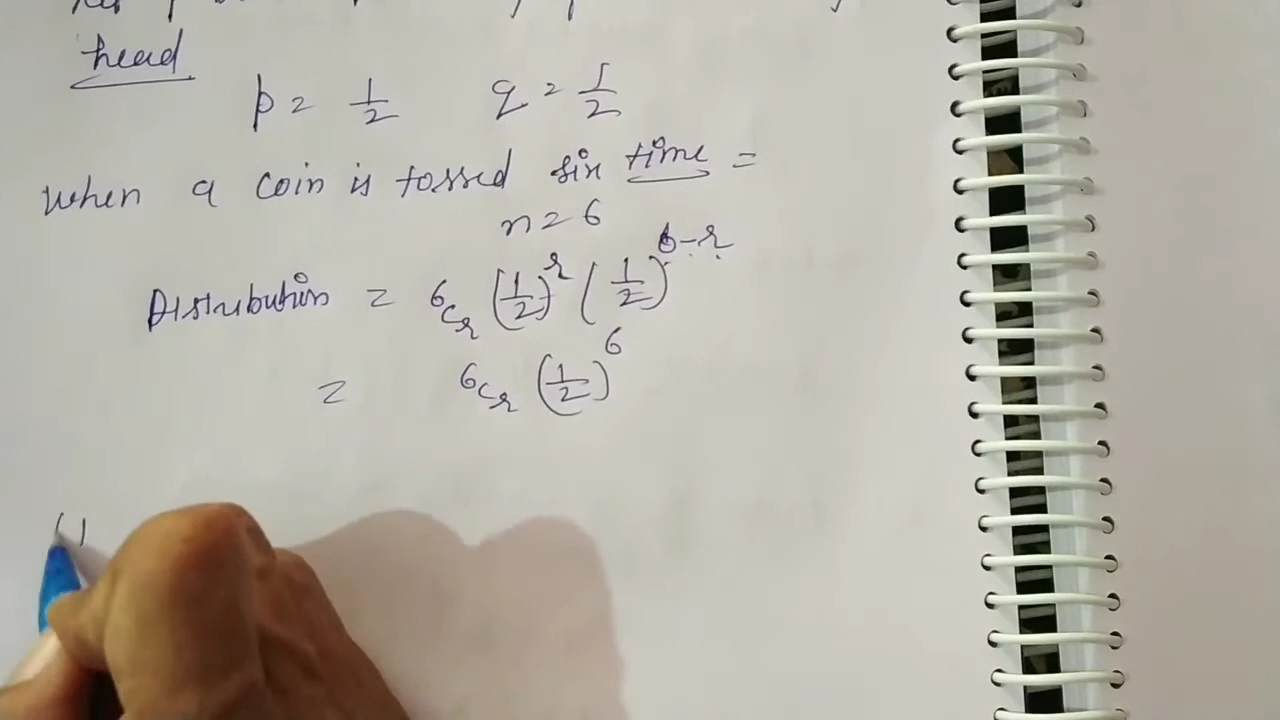 head
p = 1/2 q = 1/2
When a coin is tossed six time =
n = 6
Distribution = ⁶Cᵣ (1/2)ʳ (1/2)⁶⁻ʳ
= ⁶Cᵣ (1/2)⁶